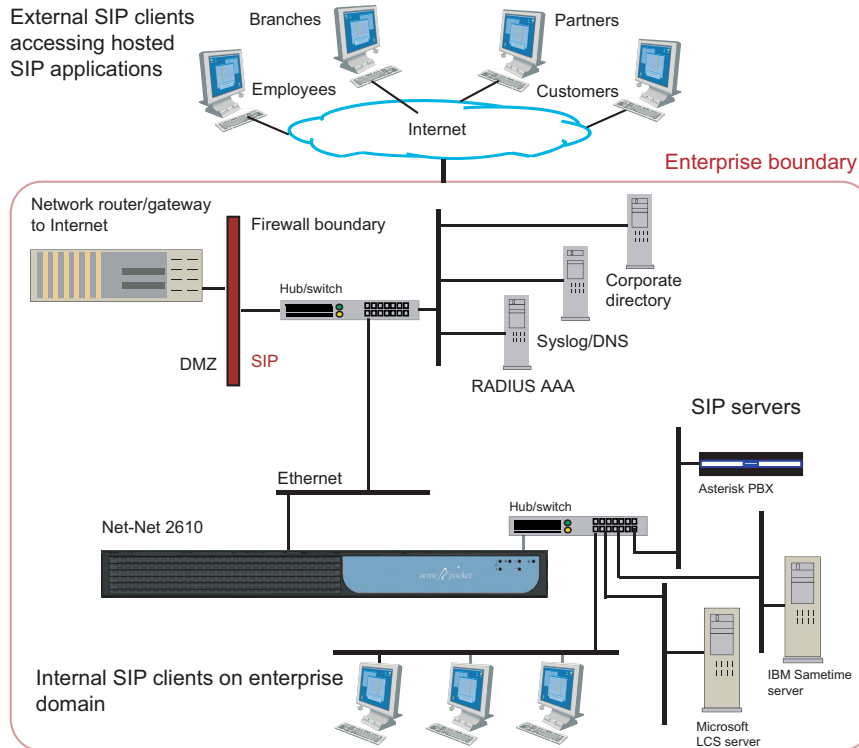 External SIP clients
accessing hosted
SIP applications
Branches
Partners
Employees
Customers
Internet
Enterprise boundary
Network router/gateway
to Internet
Firewall boundary
Hub/switch
Corporate
directory
Syslog/DNS
DMZ
SIP
RADIUS AAA
SIP servers
Ethernet
Asterisk PBX
Hub/switch
Net-Net 2610
acme packet
IBM Sametime
server
Internal SIP clients on enterprise
domain
Microsoft
LCS server